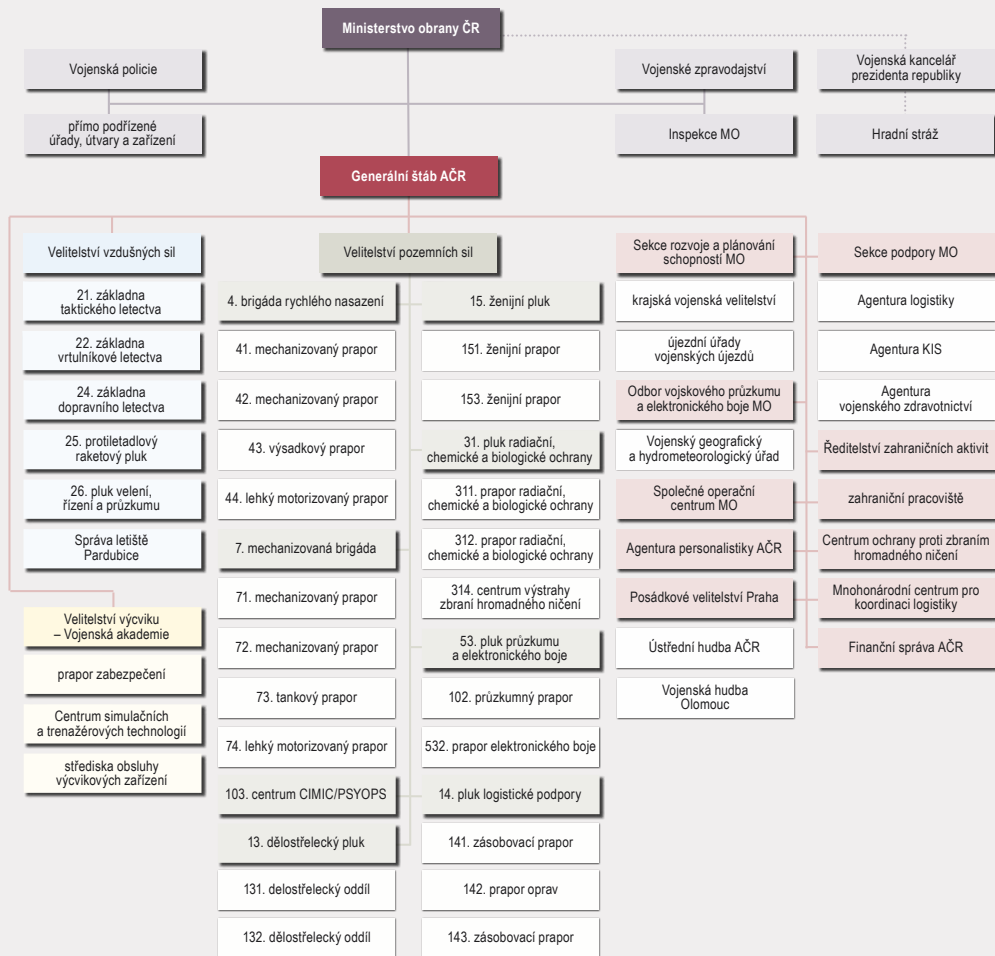 Ministerstvo obrany ČR
Vojenská policie
Vojenské zpravodajství
Vojenská kancelář
prezidenta republiky
přímo podřízené
úřady, útvary a zařízení
Inspekce MO
Hradní stráž
Generální štáb AČR
Velitelství vzdušných sil
21. základna
taktického letectva
22. základna
vrtulníkové letectva
24. základna
dopravního letectva
25. protiletadlový
raketový pluk
26. pluk velení,
řízení a průzkumu
Správa letiště
Pardubice
Velitelství výcviku
– Vojenská akademie
prapor zabezpečení
Centrum simulačních
a trenažérových technologií
střediska obsluhy
výcvikových zařízení
Velitelství pozemních sil
4. brigáda rychlého nasazení
41. mechanizovaný prapor
42. mechanizovaný prapor
43. výsadkový prapor
44. lehký motorizovaný prapor
7. mechanizovaná brigáda
71. mechanizovaný prapor
72. mechanizovaný prapor
73. tankový prapor
74. lehký motorizovaný prapor
103. centrum CIMIC/PSYOPS
13. dělostřelecký pluk
131. delostřelecký oddíl
132. dělostřelecký oddíl
15. ženijní pluk
151. ženijní prapor
153. ženijní prapor
31. pluk radiační,
chemické a biologické ochrany
311. prapor radiační,
chemické a biologické ochrany
312. prapor radiační,
chemické a biologické ochrany
314. centrum výstrahy
zbraní hromadného ničení
53. pluk průzkumu
a elektronického boje
102. průzkumný prapor
532. prapor elektronického boje
14. pluk logistické podpory
141. zásobovací prapor
142. prapor oprav
143. zásobovací prapor
Sekce rozvoje a plánování
schopností MO
krajská vojenská velitelství
újezdní úřady
vojenských újezdů
Odbor vojskového průzkumu
a elektronického boje MO
Vojenský geografický
a hydrometeorologický úřad
Společné operační
centrum MO
Agentura personalistiky AČR
Posádkové velitelství Praha
Ústřední hudba AČR
Vojenská hudba
Olomouc
Sekce podpory MO
Agentura logistiky
Agentura KIS
Agentura
vojenského zdravotnictví
Ředitelství zahraničních aktivit
zahraniční pracoviště
Centrum ochrany proti zbraním
hromadného ničení
Mnohonárodní centrum pro
koordinaci logistiky
Finanční správa AČR